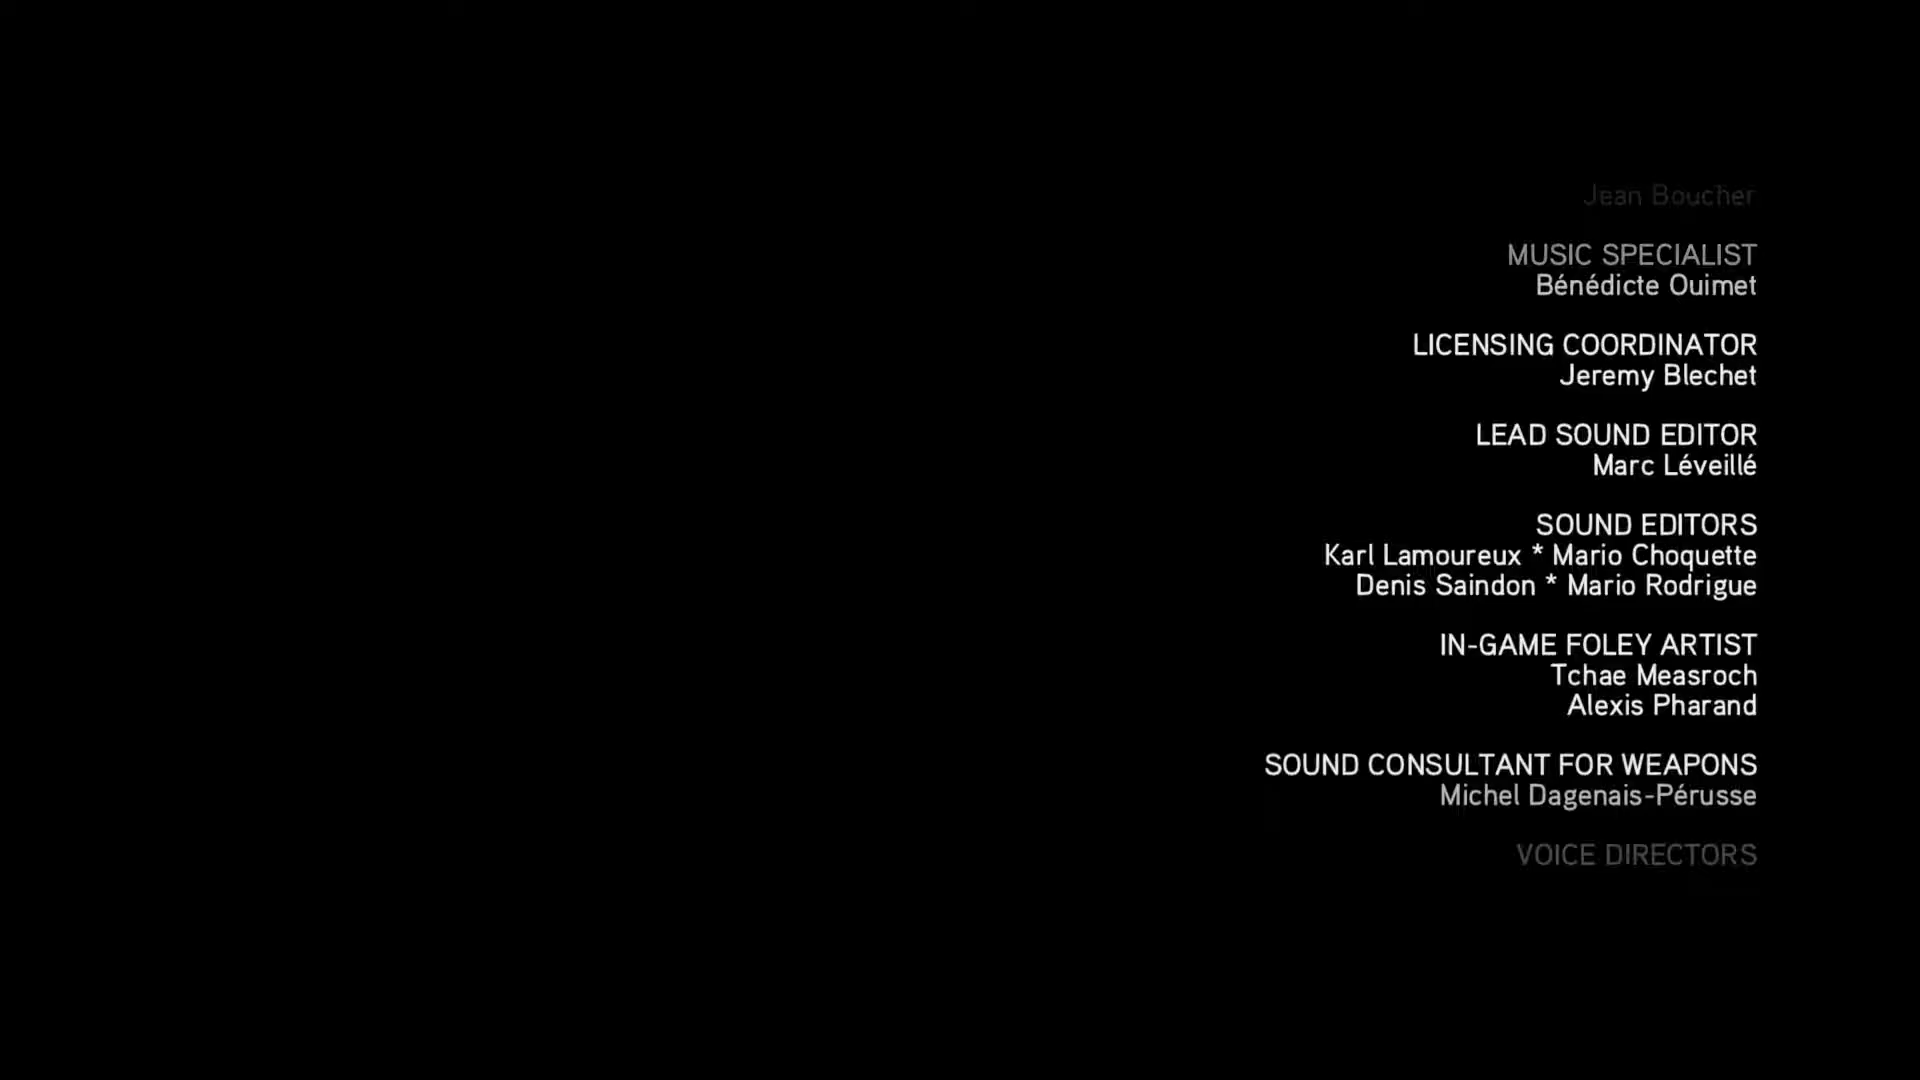 Jean Boucher
MUSIC SPECIALIST
Bénédicte Ouimet
LICENSING COORDINATOR
Jeremy Blechet
LEAD SOUND EDITOR
Marc Léveillé
SOUND EDITORS
Karl Lamoureux * Mario Choquette
Denis Saindon * Mario Rodrigue
IN-GAME FOLEY ARTIST
Tchae Measroch
Alexis Pharand
SOUND CONSULTANT FOR WEAPONS
Michel Dagenais-Pérusse
VOICE DIRECTORS